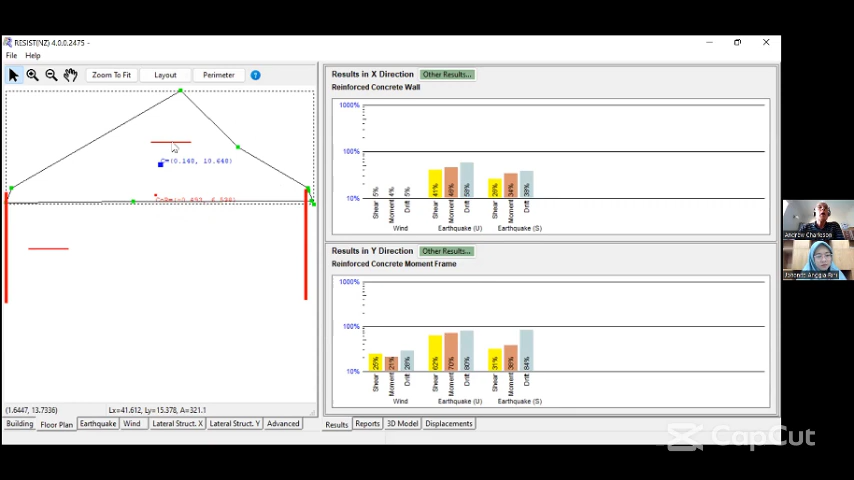 RESIST(NZ) 4.0.0.2475 -
File Help
Zoom To Fit Layout Perimeter ?
C=(0.140, 10.640)
(1.6447, 13.7336) Lx=41.612, Ly=15.378, A=321.1
Building Floor Plan Earthquake Wind Lateral Struct. X Lateral Struct. Y Advanced
Results in X Direction Other Results...
Reinforced Concrete Wall
1000%
100%
10%
5% 4% 5% 41% 46% 59% 26% 34% 39%
Shear Moment Drift Shear Moment Drift Shear Moment Drift
Wind Earthquake (U) Earthquake (S)
Results in Y Direction Other Results...
Reinforced Concrete Moment Frame
1000%
100%
10%
25% 21% 28% 62% 70% 80% 31% 38% 84%
Shear Moment Drift Shear Moment Drift Shear Moment Drift
Wind Earthquake (U) Earthquake (S)
Results Reports 3D Model Displacements
Andrew Charleson
CapCut